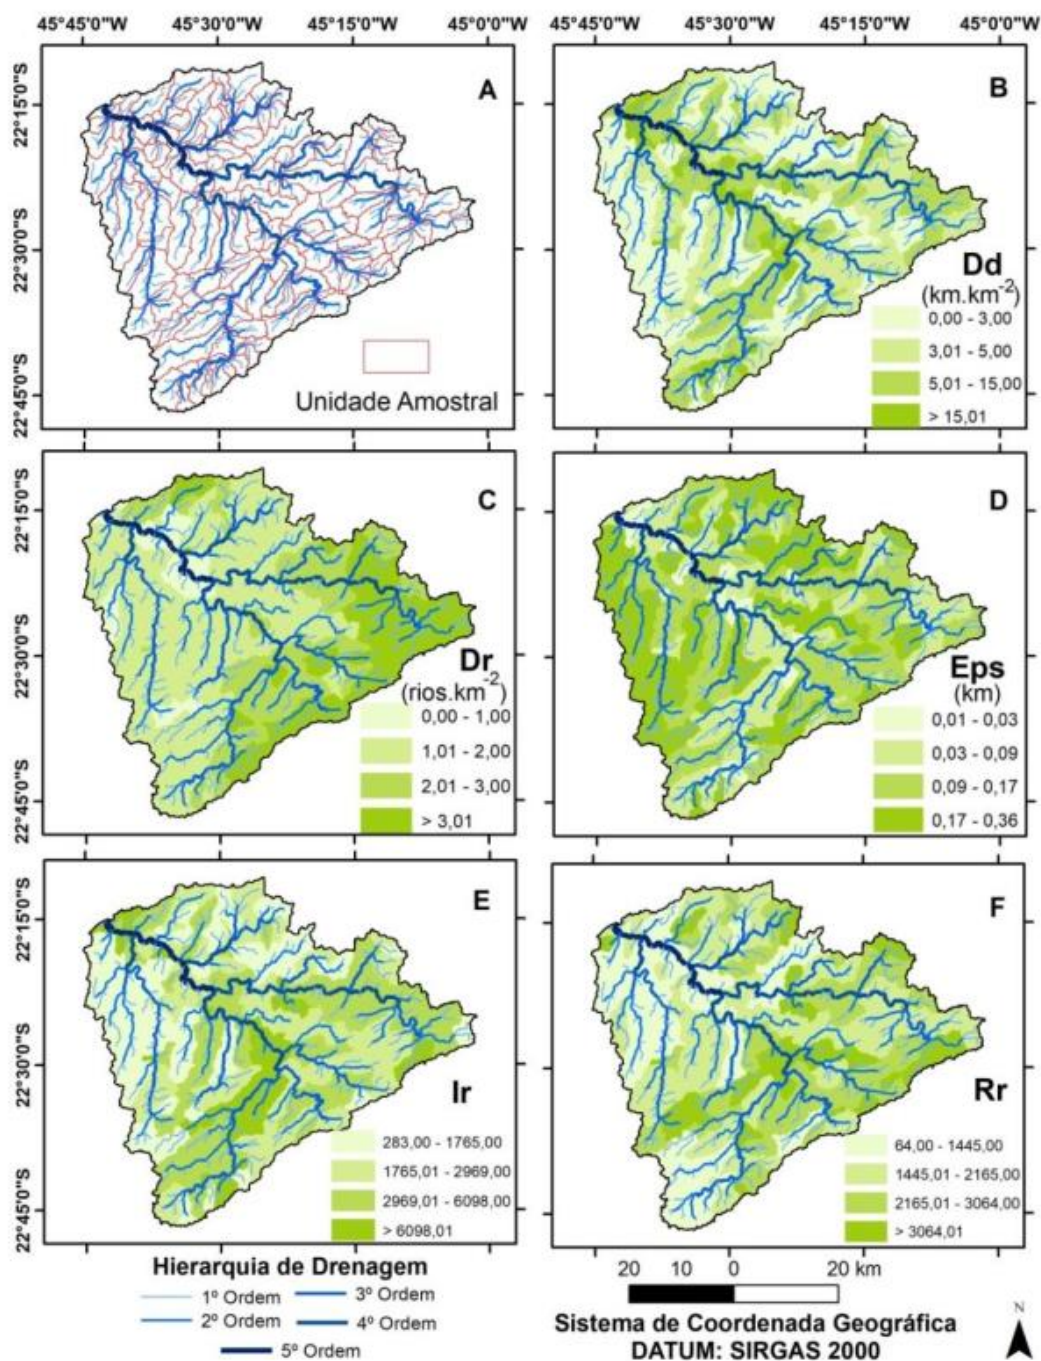 45°45'0"W 45°30'0"W 45°15'0"W 45°0'0"W 45°45'0"W 45°30'0"W 45°15'0"W 45°0'0"W
A
B
22°15'0"S
22°30'0"S
22°45'0"S
Unidade Amostral
Dd
(km.km-2)
0,00 - 3,00
3,01 - 5,00
5,01 - 15,00
> 15,01
C
D
22°15'0"S
22°30'0"S
22°45'0"S
Dr
(rios.km-2)
0,00 - 1,00
1,01 - 2,00
2,01 - 3,00
> 3,01
Eps
(km)
0,01 - 0,03
0,03 - 0,09
0,09 - 0,17
0,17 - 0,36
E
F
22°15'0"S
22°30'0"S
22°45'0"S
Ir
283,00 - 1765,00
1765,01 - 2969,00
2969,01 - 6098,00
> 6098,01
Rr
64,00 - 1445,00
1445,01 - 2165,00
2165,01 - 3064,00
> 3064,01
Hierarquia de Drenagem
1º Ordem
3º Ordem
2º Ordem
4º Ordem
5º Ordem
20 10 0 20 km
Sistema de Coordenada Geográfica
DATUM: SIRGAS 2000
N